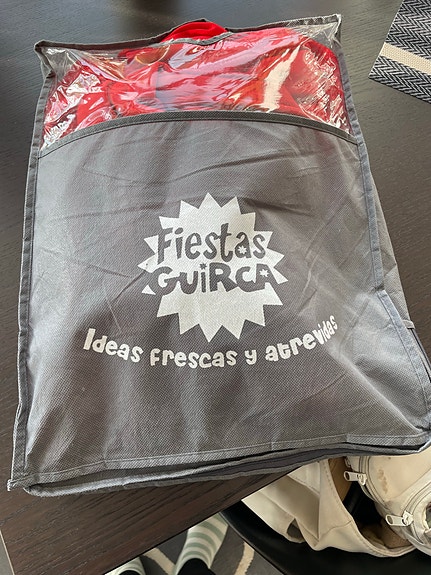 Fiestas
GUiRCA
Ideas frescas y atrevidas